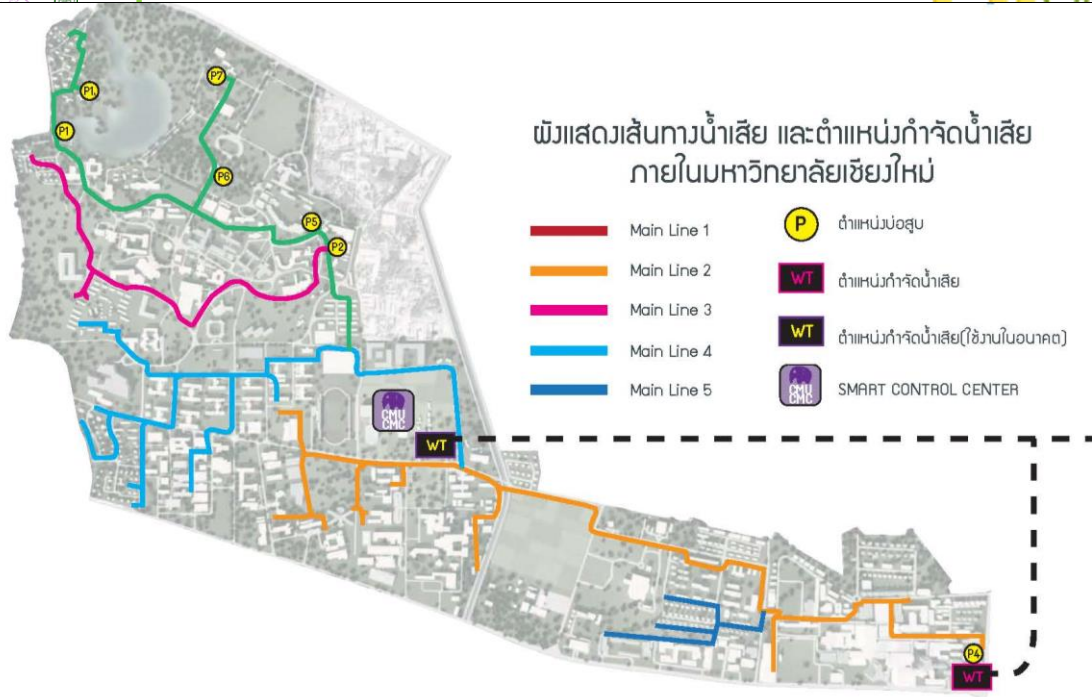 ผังแสดงเส้นทางน้ำเสีย และตำแหน่งกำจัดน้ำเสีย
ภายในมหาวิทยาลัยเชียงใหม่
Main Line 1
Main Line 2
Main Line 3
Main Line 4
Main Line 5
P ตำแหน่งบ่อสูบ
WT ตำแหน่งกำจัดน้ำเสีย
WT ตำแหน่งกำจัดน้ำเสีย(ใช้งานในอนาคต)
CMU
CMC
SMART CONTROL CENTER
P7
P1
P6
P5
P2
CMU
CMC
WT
P4
WT